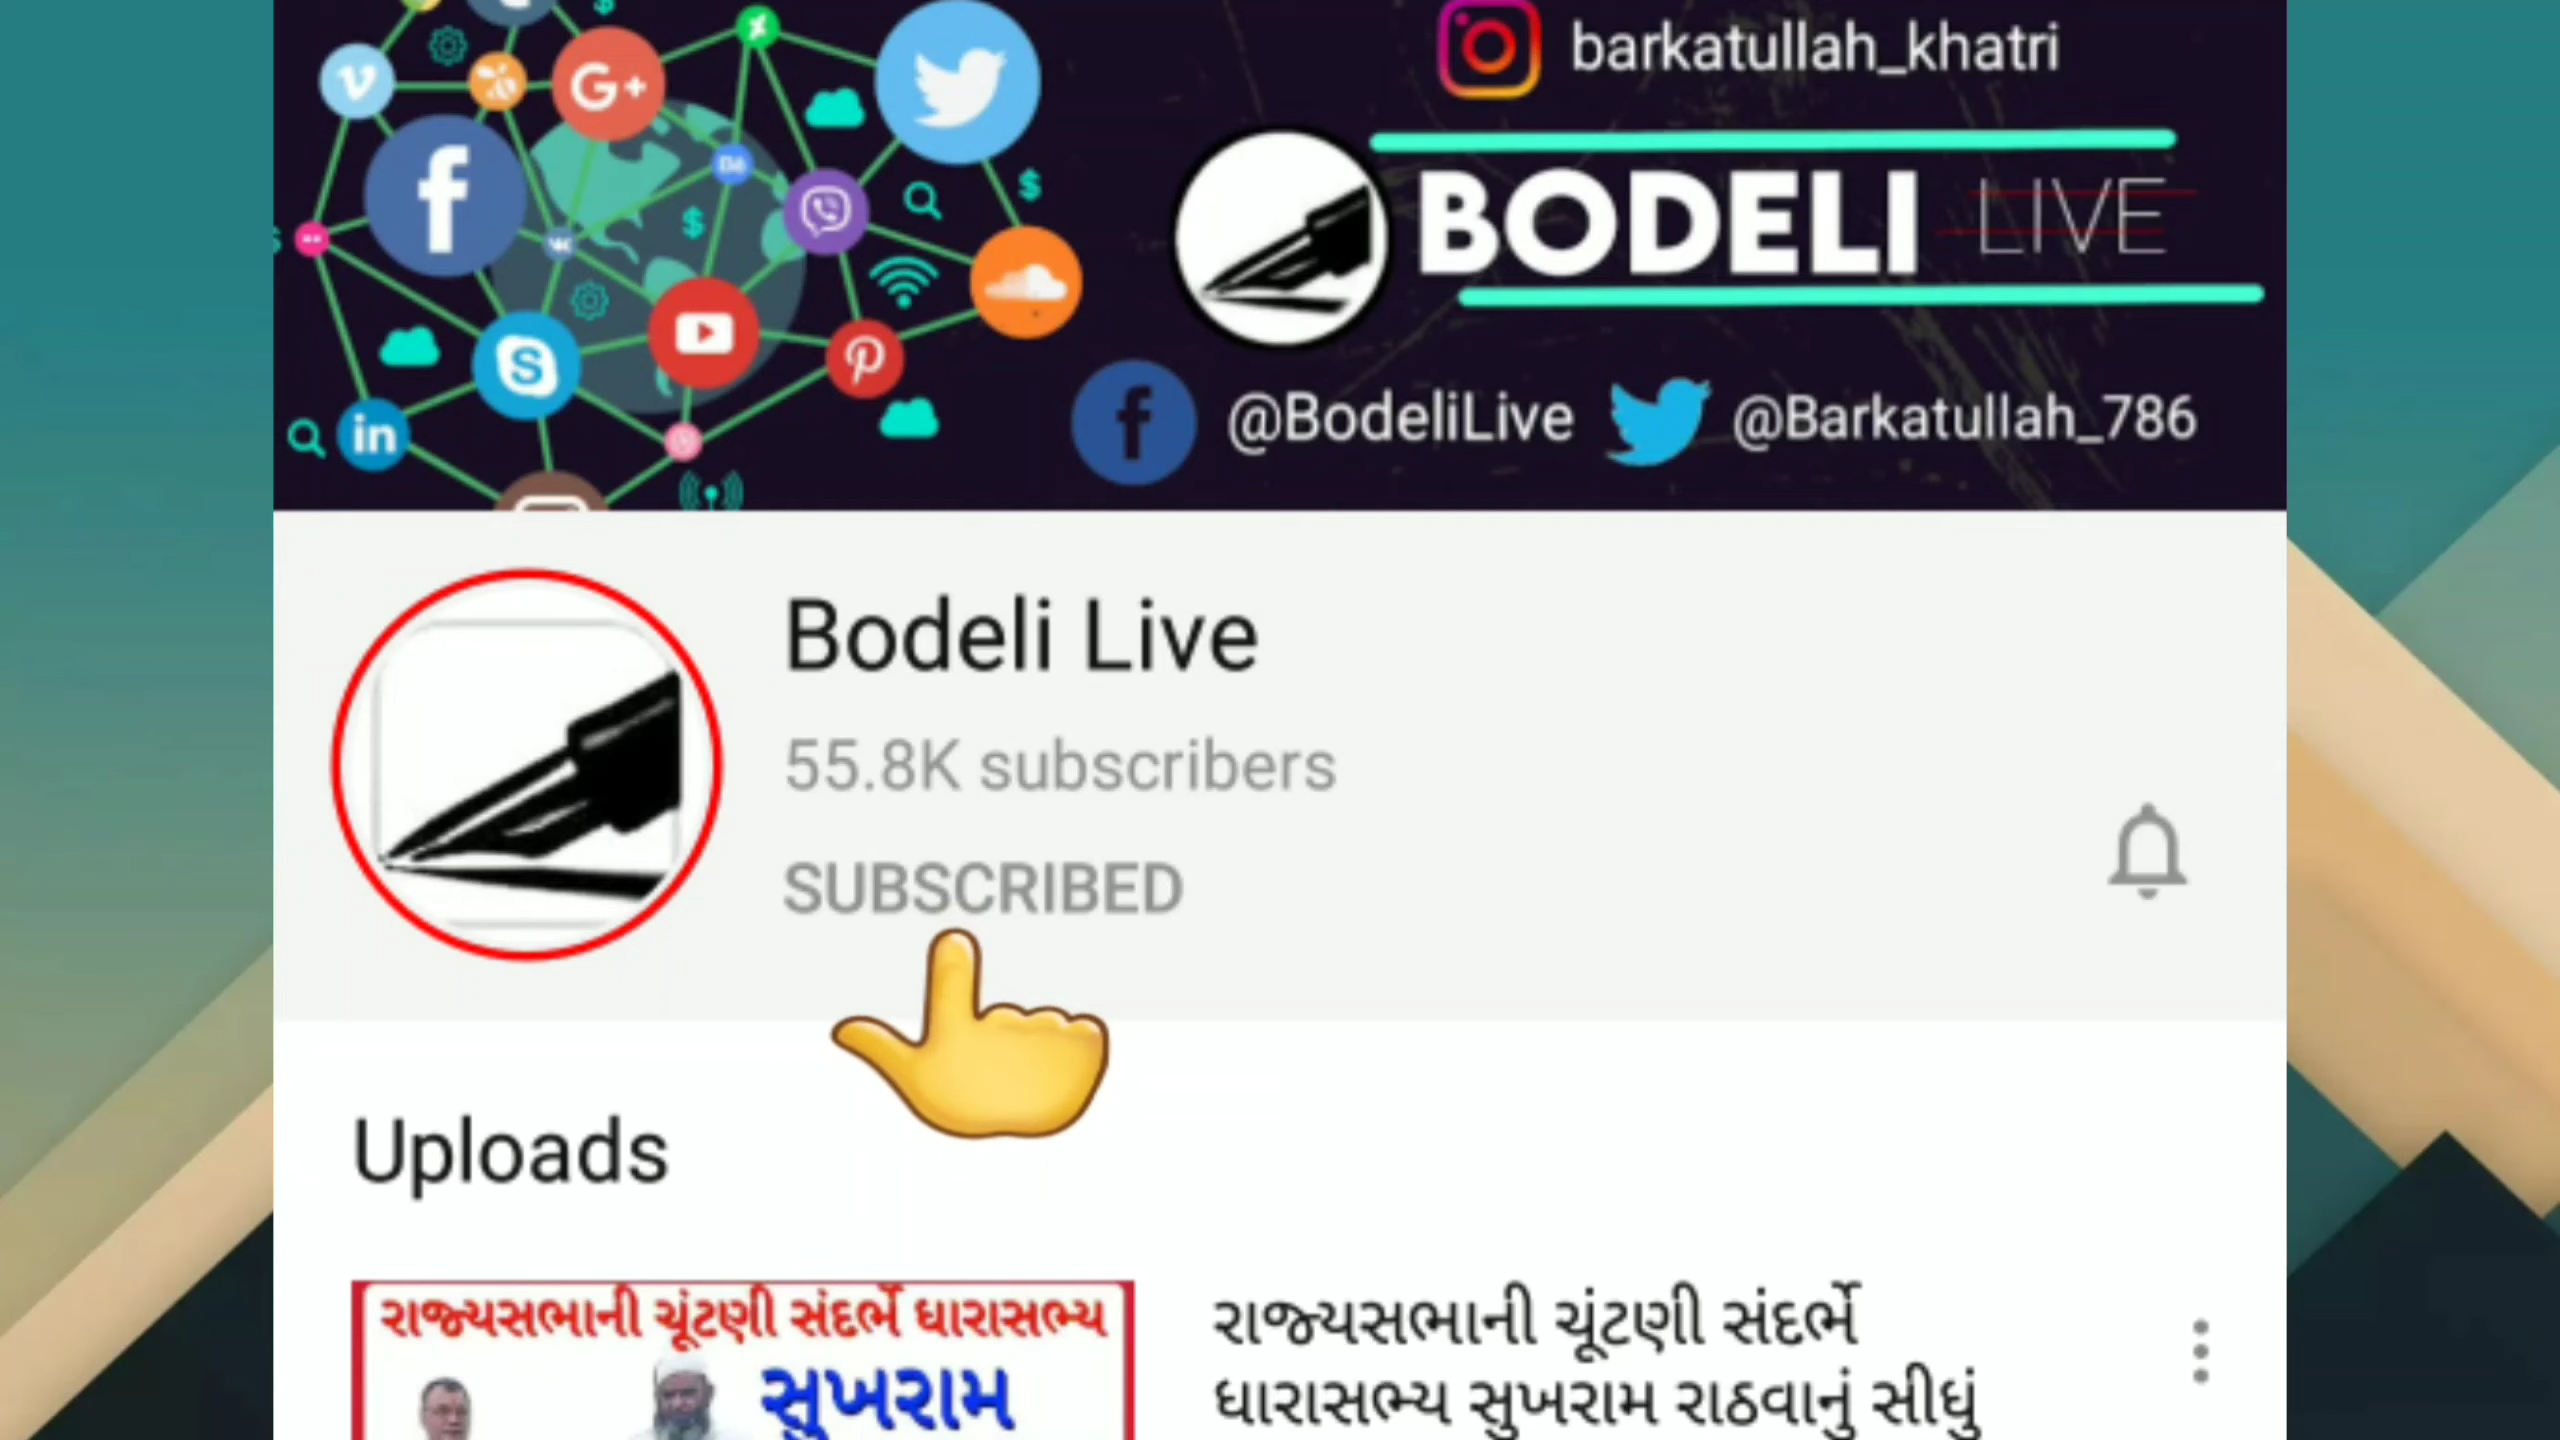 barkatullah_khatri
BODELI LIVE
@BodeliLive @Barkatullah_786
Bodeli Live
55.8K subscribers
SUBSCRIBED
Uploads
રાજ્યસભાની ચૂંટણી સંદર્ભે ધારાસભ્ય
સુખરામ
રાજ્યસભાની ચૂંટણી સંદર્ભે
ધારાસભ્ય સુખરામ રાઠવાનું સીધું